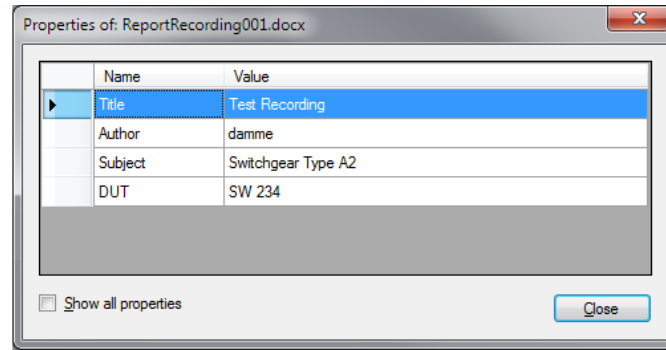 Properties of: ReportRecording001.docx
Name Value
Title Test Recording
Author damme
Subject Switchgear Type A2
DUT SW 234
Show all properties
Close